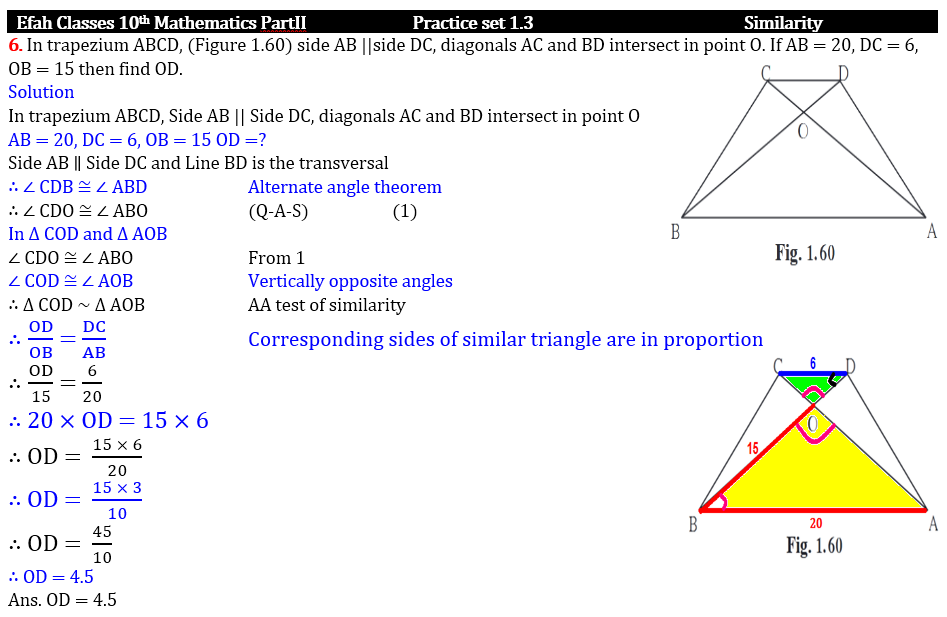 Efah Classes 10th Mathematics PartII Practice set 1.3 Similarity
6. In trapezium ABCD, (Figure 1.60) side AB ||side DC, diagonals AC and BD intersect in point O. If AB = 20, DC = 6,
OB = 15 then find OD.
Solution
In trapezium ABCD, Side AB || Side DC, diagonals AC and BD intersect in point O
AB = 20, DC = 6, OB = 15 OD =?
Side AB ∥ Side DC and Line BD is the transversal
∴ ∠ CDB ≅ ∠ ABD Alternate angle theorem
∴ ∠ CDO ≅ ∠ ABO (Q-A-S) (1)
In Δ COD and Δ AOB
∠ CDO ≅ ∠ ABO From 1
∠ COD ≅ ∠ AOB Vertically opposite angles
∴ Δ COD ~ Δ AOB AA test of similarity
∴ OD/OB = DC/AB Corresponding sides of similar triangle are in proportion
∴ OD/15 = 6/20
∴ 20 × OD = 15 × 6
∴ OD = 15 × 6/20
∴ OD = 15 × 3/10
∴ OD = 45/10
∴ OD = 4.5
Ans. OD = 4.5
C D
O
B A
Fig. 1.60
C 6 D
O
15
B 20 A
Fig. 1.60